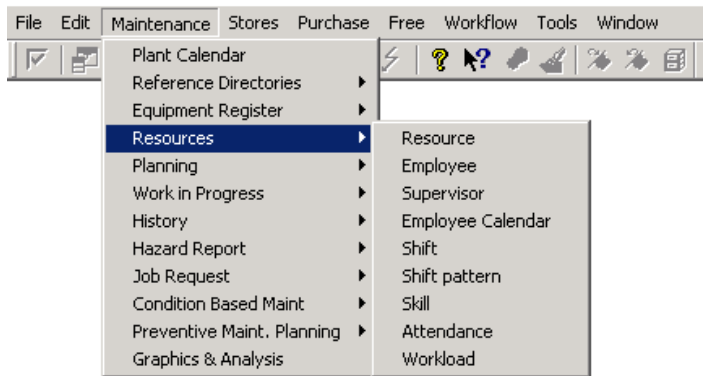 File Edit Maintenance Stores Purchase Free Workflow Tools Window
Plant Calendar
Reference Directories
Equipment Register
Resources
Planning
Work in Progress
History
Hazard Report
Job Request
Condition Based Maint
Preventive Maint. Planning
Graphics & Analysis
Resource
Employee
Supervisor
Employee Calendar
Shift
Shift pattern
Skill
Attendance
Workload